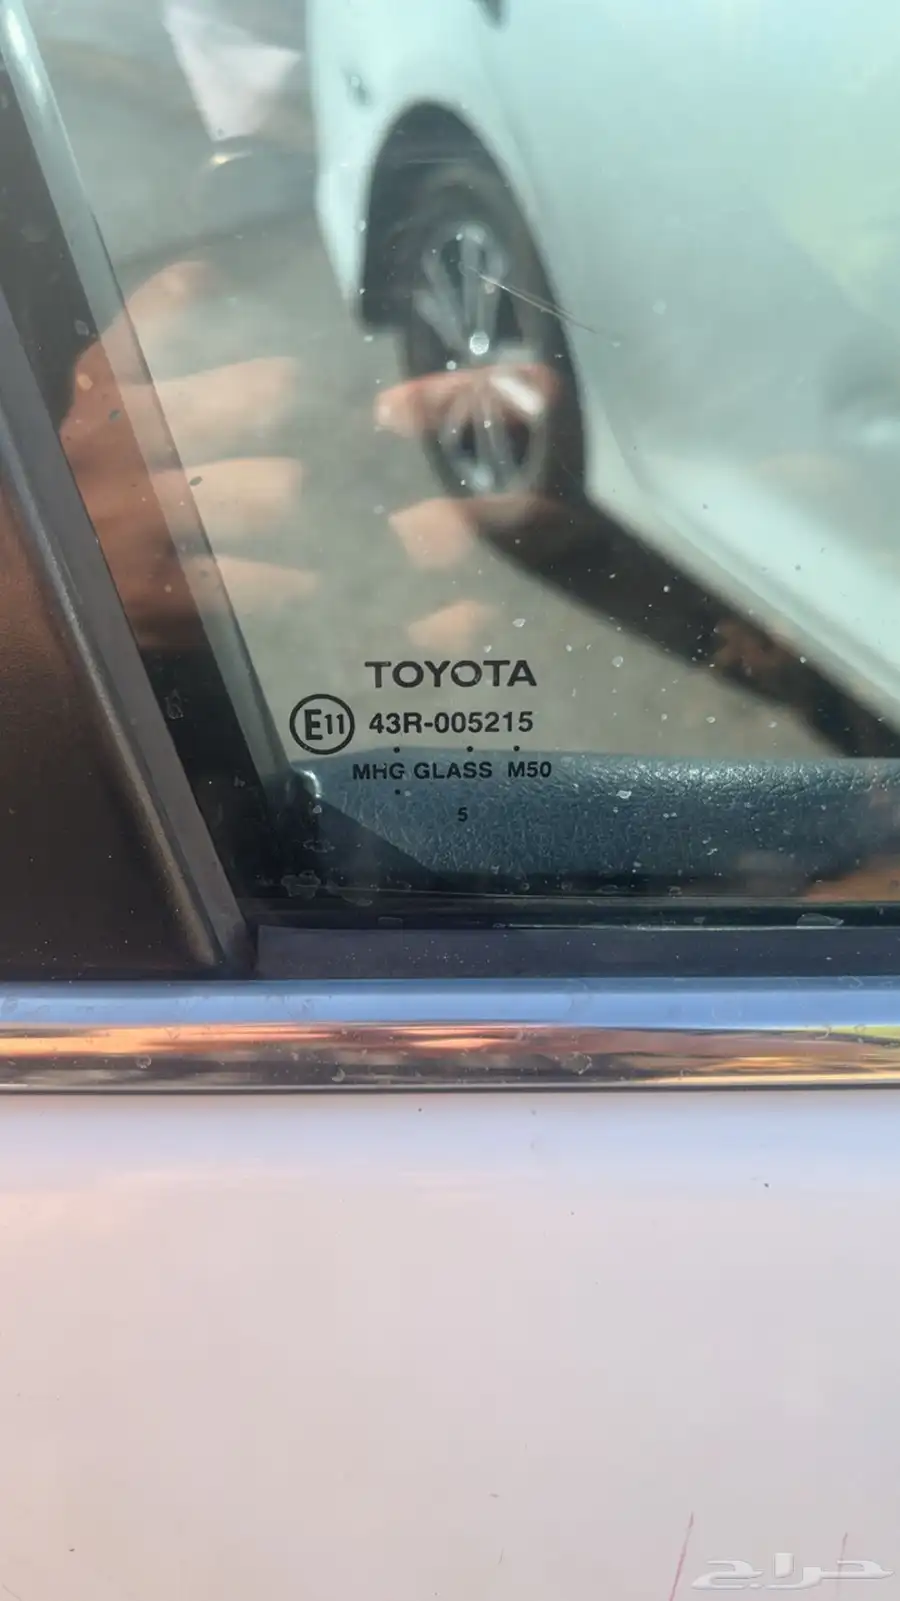 TOYOTA
E11 43R-005215
MHG GLASS M50
5
حراج